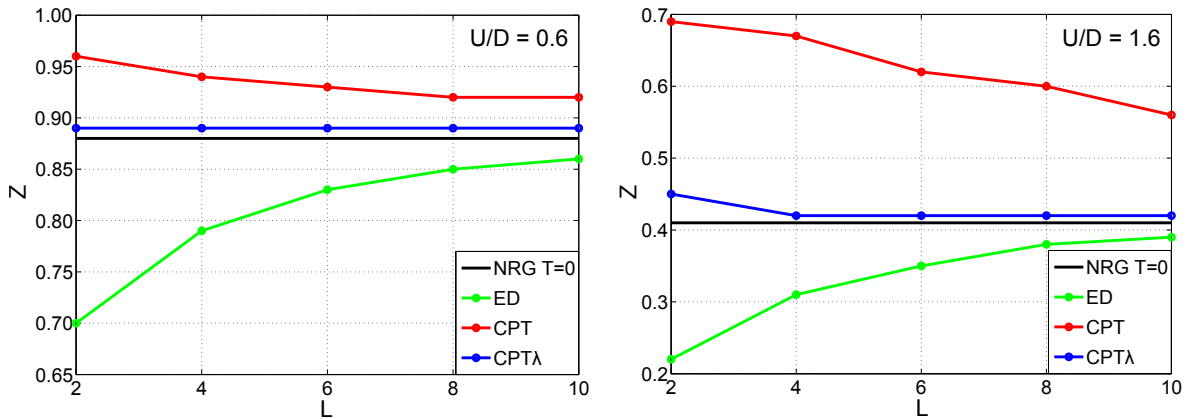 U/D = 0.6
1.00
0.95
0.90
0.85
0.80
0.75
0.70
0.65
Z
2
4
6
8
10
L
NRG T=0
ED
CPT
CPTλ
U/D = 1.6
0.7
0.6
0.5
0.4
0.3
0.2
Z
2
4
6
8
10
L
NRG T=0
ED
CPT
CPTλ